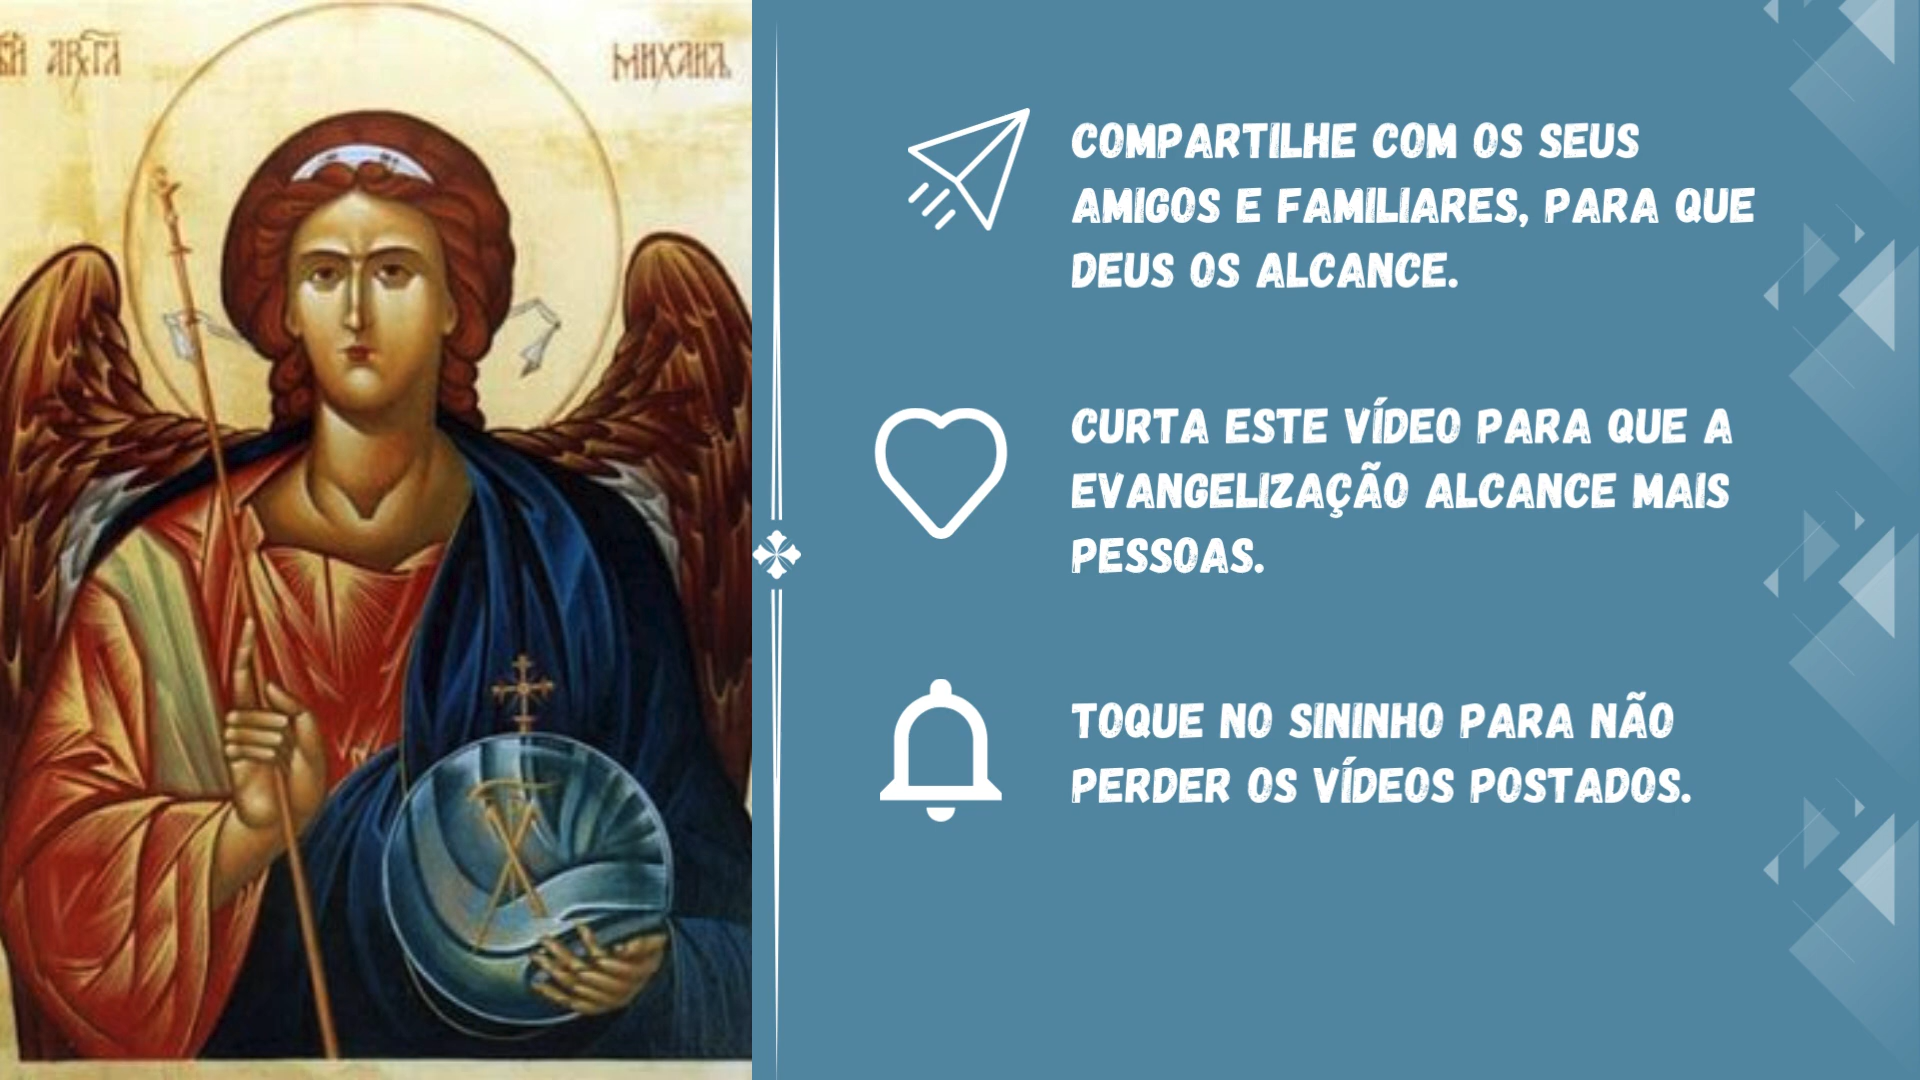 АРХГЛ
МИХАИЛ
COMPARTILHE COM OS SEUS
AMIGOS E FAMILIARES, PARA QUE
DEUS OS ALCANCE.
CURTA ESTE VÍDEO PARA QUE A
EVANGELIZAÇÃO ALCANCE MAIS
PESSOAS.
TOQUE NO SININHO PARA NÃO
PERDER OS VÍDEOS POSTADOS.